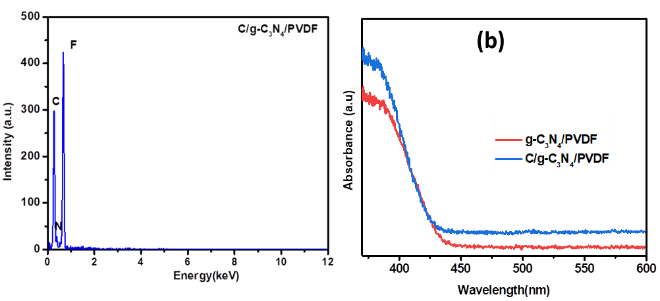 C/g-C₃N₄/PVDF
500
400
300
200
100
0
F
C
N
0 2 4 6 8 10 12
Intensity (a.u.)
Energy(keV)
(b)
g-C₃N₄/PVDF
C/g-C₃N₄/PVDF
Absorbance (a.u)
400 450 500 550 600
Wavelength(nm)